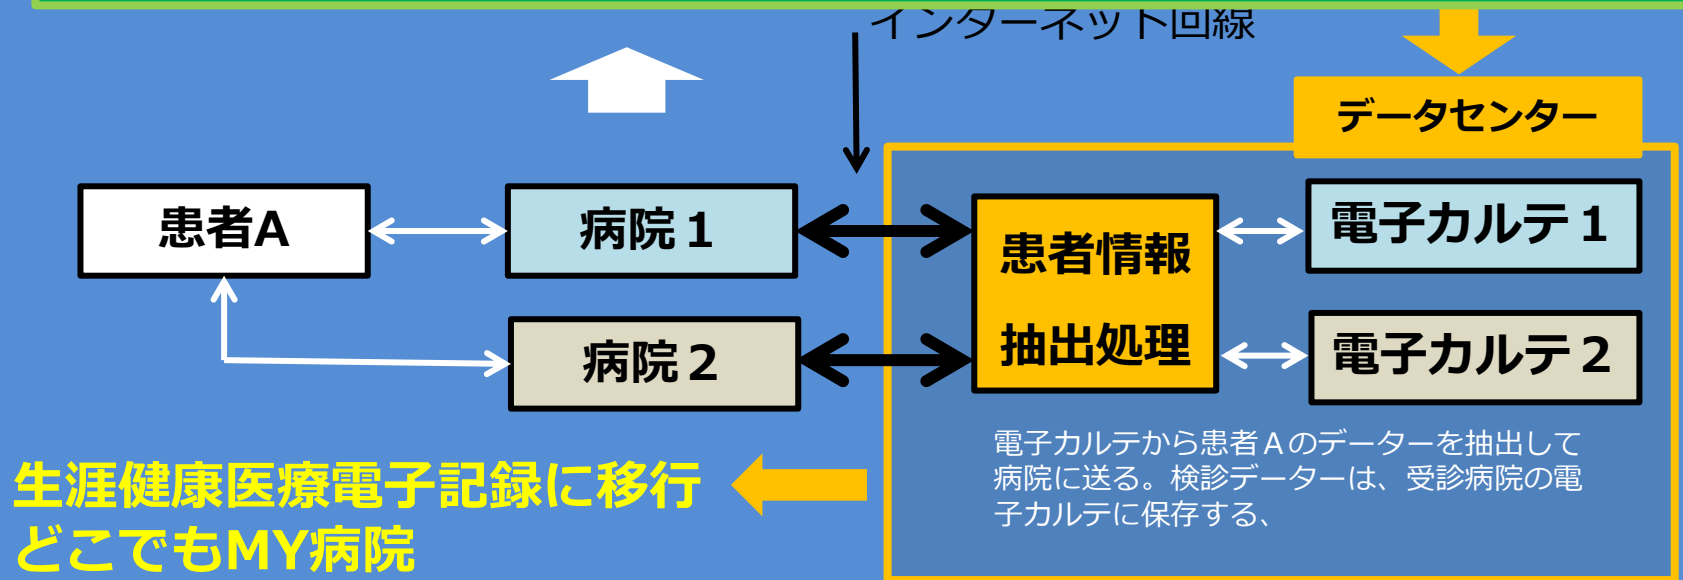 インターネット回線
データセンター
患者A
病院１
患者情報
抽出処理
電子カルテ１
病院２
電子カルテ２
電子カルテから患者Ａのデーターを抽出して
病院に送る。検診データーは、受診病院の電
子カルテに保存する、
生涯健康医療電子記録に移行
どこでもMY病院